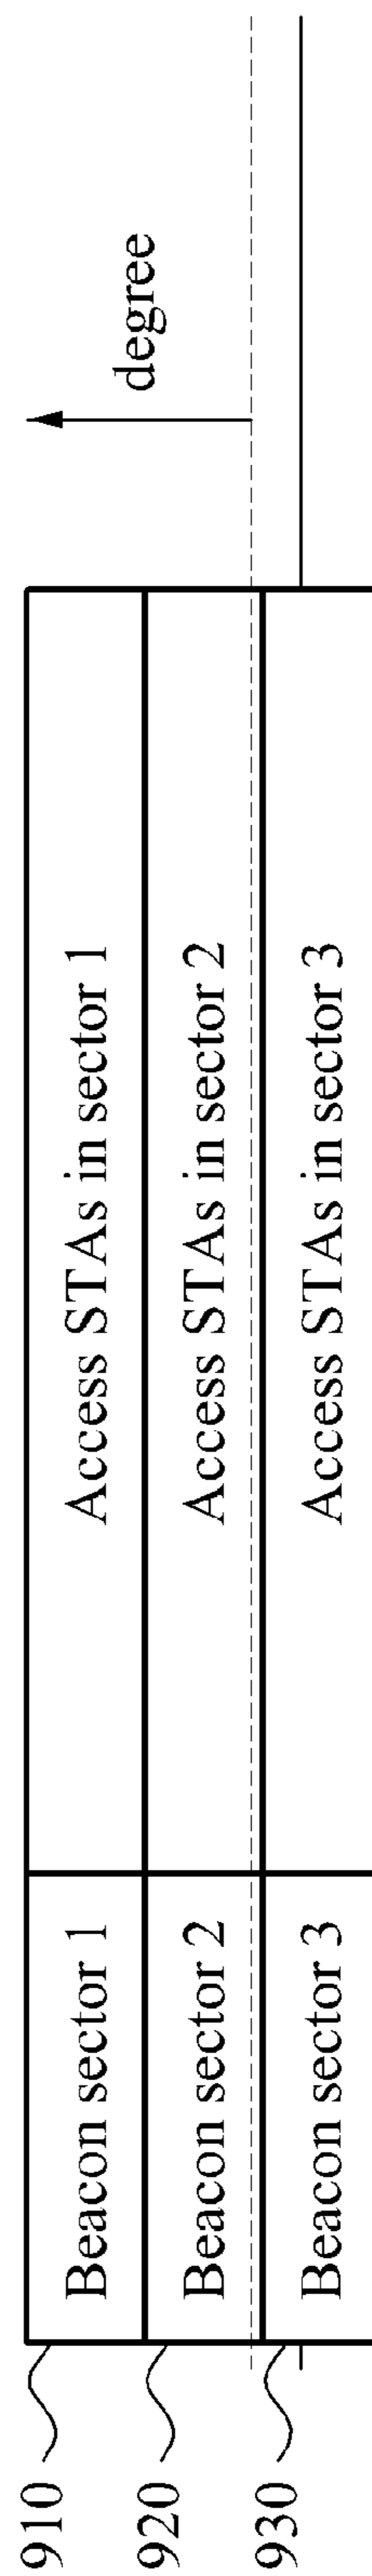 degree
910 Beacon sector 1 Access STAs in sector 1
920 Beacon sector 2 Access STAs in sector 2
930 Beacon sector 3 Access STAs in sector 3